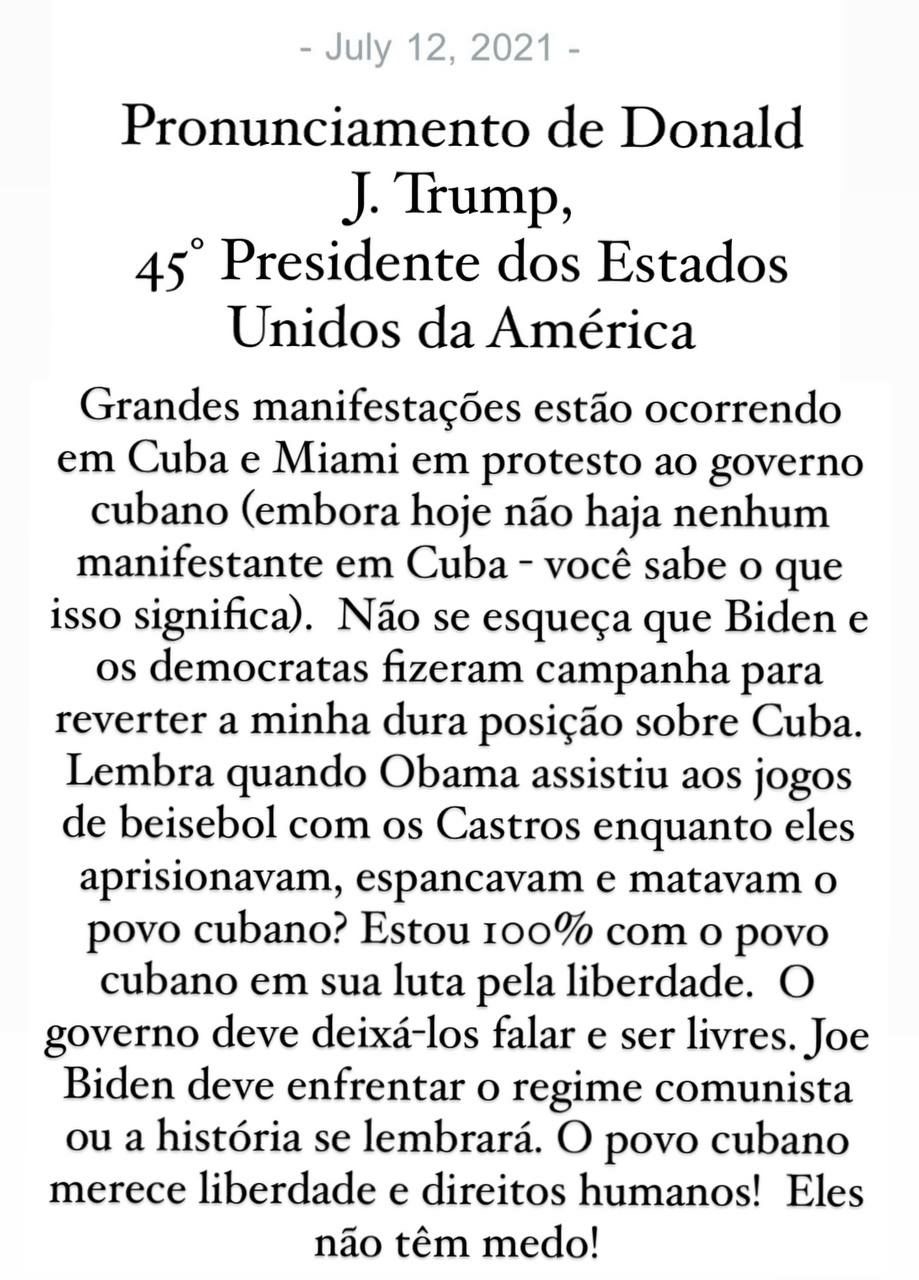 - July 12, 2021 -
Pronunciamento de Donald
J. Trump,
45° Presidente dos Estados
Unidos da América
Grandes manifestações estão ocorrendo
em Cuba e Miami em protesto ao governo
cubano (embora hoje não haja nenhum
manifestante em Cuba - você sabe o que
isso significa).  Não se esqueça que Biden e
os democratas fizeram campanha para
reverter a minha dura posição sobre Cuba.
Lembra quando Obama assistiu aos jogos
de beisebol com os Castros enquanto eles
aprisionavam, espancavam e matavam o
povo cubano? Estou 100% com o povo
cubano em sua luta pela liberdade.  O
governo deve deixá-los falar e ser livres. Joe
Biden deve enfrentar o regime comunista
ou a história se lembrará. O povo cubano
merece liberdade e direitos humanos!  Eles
não têm medo!